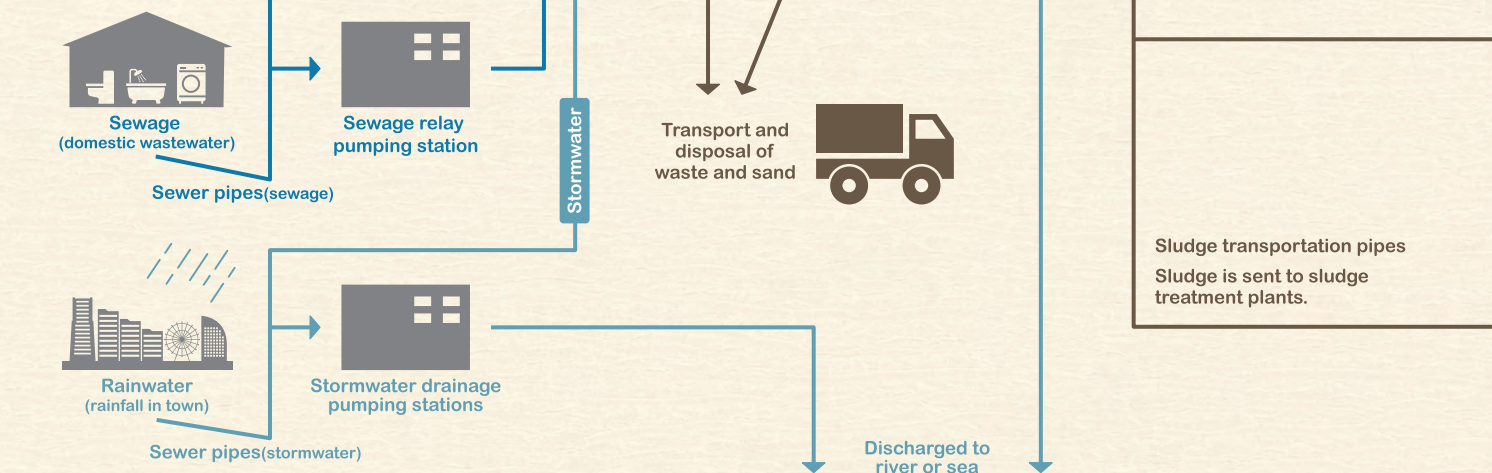 Sewage
(domestic wastewater)
Sewer pipes(sewage)
Sewage relay
pumping station
Stormwater
Transport and
disposal of
waste and sand
Sludge transportation pipes
Sludge is sent to sludge
treatment plants.
Rainwater
(rainfall in town)
Sewer pipes(stormwater)
Stormwater drainage
pumping stations
Discharged to
river or sea